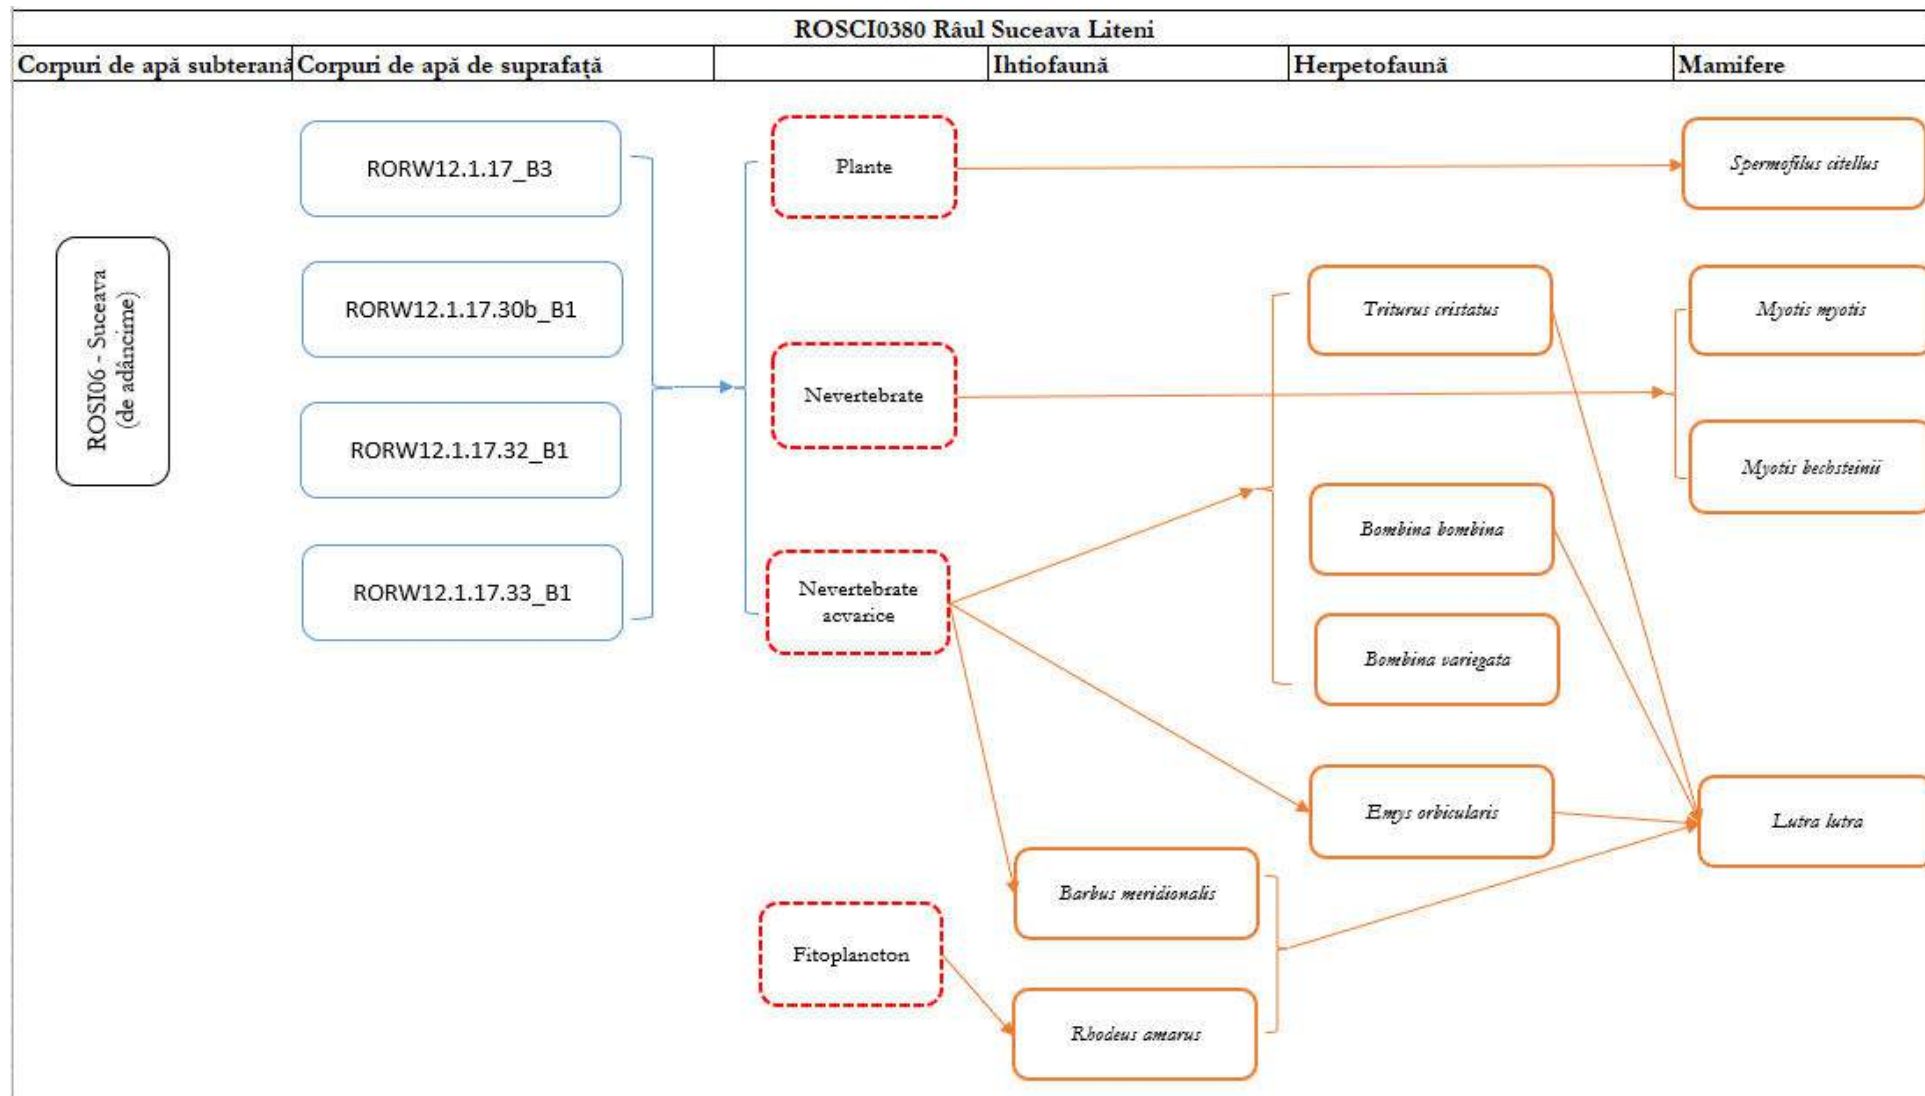 ROSCI0380 Râul Suceava Liteni
Corpuri de apă subterană
Corpuri de apă de suprafață
Ihtiofaună
Herpetofaună
Mamifere
ROSI06 - Suceava
(de adâncime)
RORW12.1.17_B3
RORW12.1.17.30b_B1
RORW12.1.17.32_B1
RORW12.1.17.33_B1
Plante
Nevertebrate
Nevertebrate
acvarice
Fitoplancton
Barbus meridionalis
Rhodeus amarus
Triturus cristatus
Bombina bombina
Bombina variegata
Emys orbicularis
Spermofilus citellus
Myotis myotis
Myotis bechsteinii
Lutra lutra